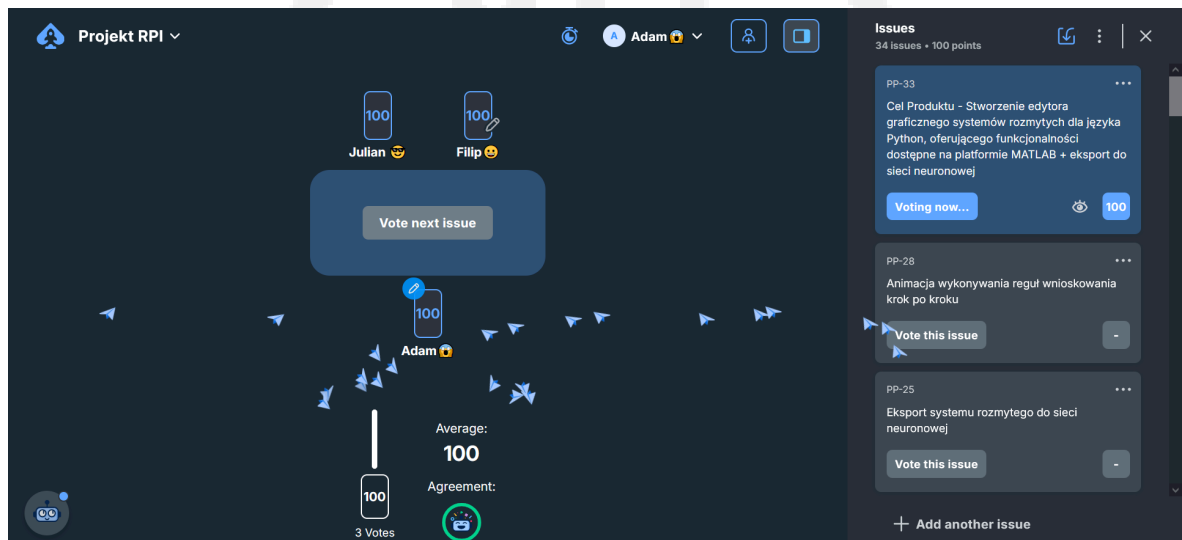 Projekt RPI
A Adam 😱
100
Julian 😎
100
Filip 😀
Vote next issue
100
Adam 😱
100
3 Votes
Average:
100
Agreement:
Issues
34 issues • 100 points
PP-33
Cel Produktu - Stworzenie edytora
graficznego systemów rozmytych dla języka
Python, oferującego funkcjonalności
dostępne na platformie MATLAB + eksport do
sieci neuronowej
Voting now...
100
PP-28
Animacja wykonywania reguł wnioskowania
krok po kroku
Vote this issue
-
PP-25
Eksport systemu rozmytego do sieci
neuronowej
Vote this issue
-
Add another issue